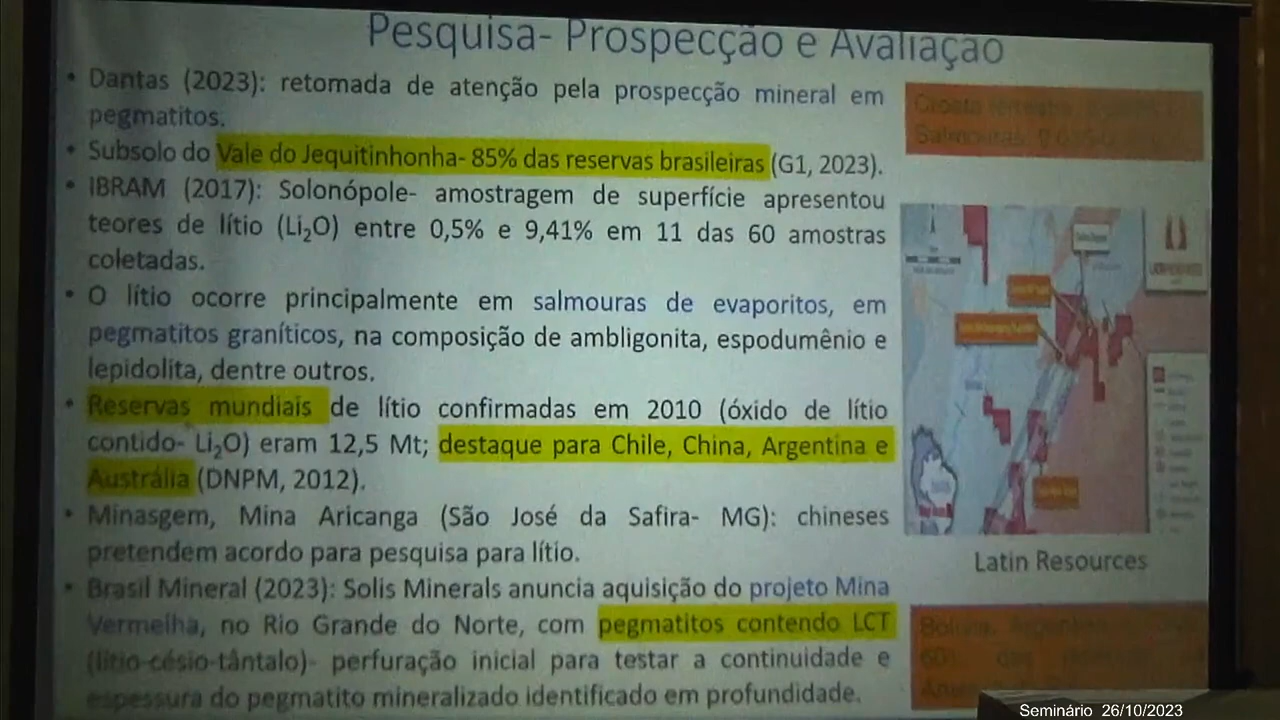 Pesquisa- Prospecção e Avaliação
• Dantas (2023): retomada de atenção pela prospecção mineral em
pegmatitos.
• Subsolo do Vale do Jequitinhonha- 85% das reservas brasileiras (G1, 2023).
• IBRAM (2017): Solonópole- amostragem de superfície apresentou
teores de lítio (Li₂O) entre 0,5% e 9,41% em 11 das 60 amostras
coletadas.
• O lítio ocorre principalmente em salmouras de evaporitos, em
pegmatitos graníticos, na composição de ambligonita, espodumênio e
lepidolita, dentre outros.
• Reservas mundiais de lítio confirmadas em 2010 (óxido de lítio
contido- Li₂O) eram 12,5 Mt; destaque para Chile, China, Argentina e
Austrália (DNPM, 2012).
• Minasgem, Mina Aricanga (São José da Safira- MG): chineses
pretendem acordo para pesquisa para lítio.
• Brasil Mineral (2023): Solis Minerals anuncia aquisição do projeto Mina
Vermelha, no Rio Grande do Norte, com pegmatitos contendo LCT
(lítio-césio-tântalo)- perfuração inicial para testar a continuidade e
espessura do pegmatito mineralizado identificado em profundidade.
Crosta terrestre
Salmouras:
Latin Resources
Bolívia, Argentina
Seminário 26/10/2023